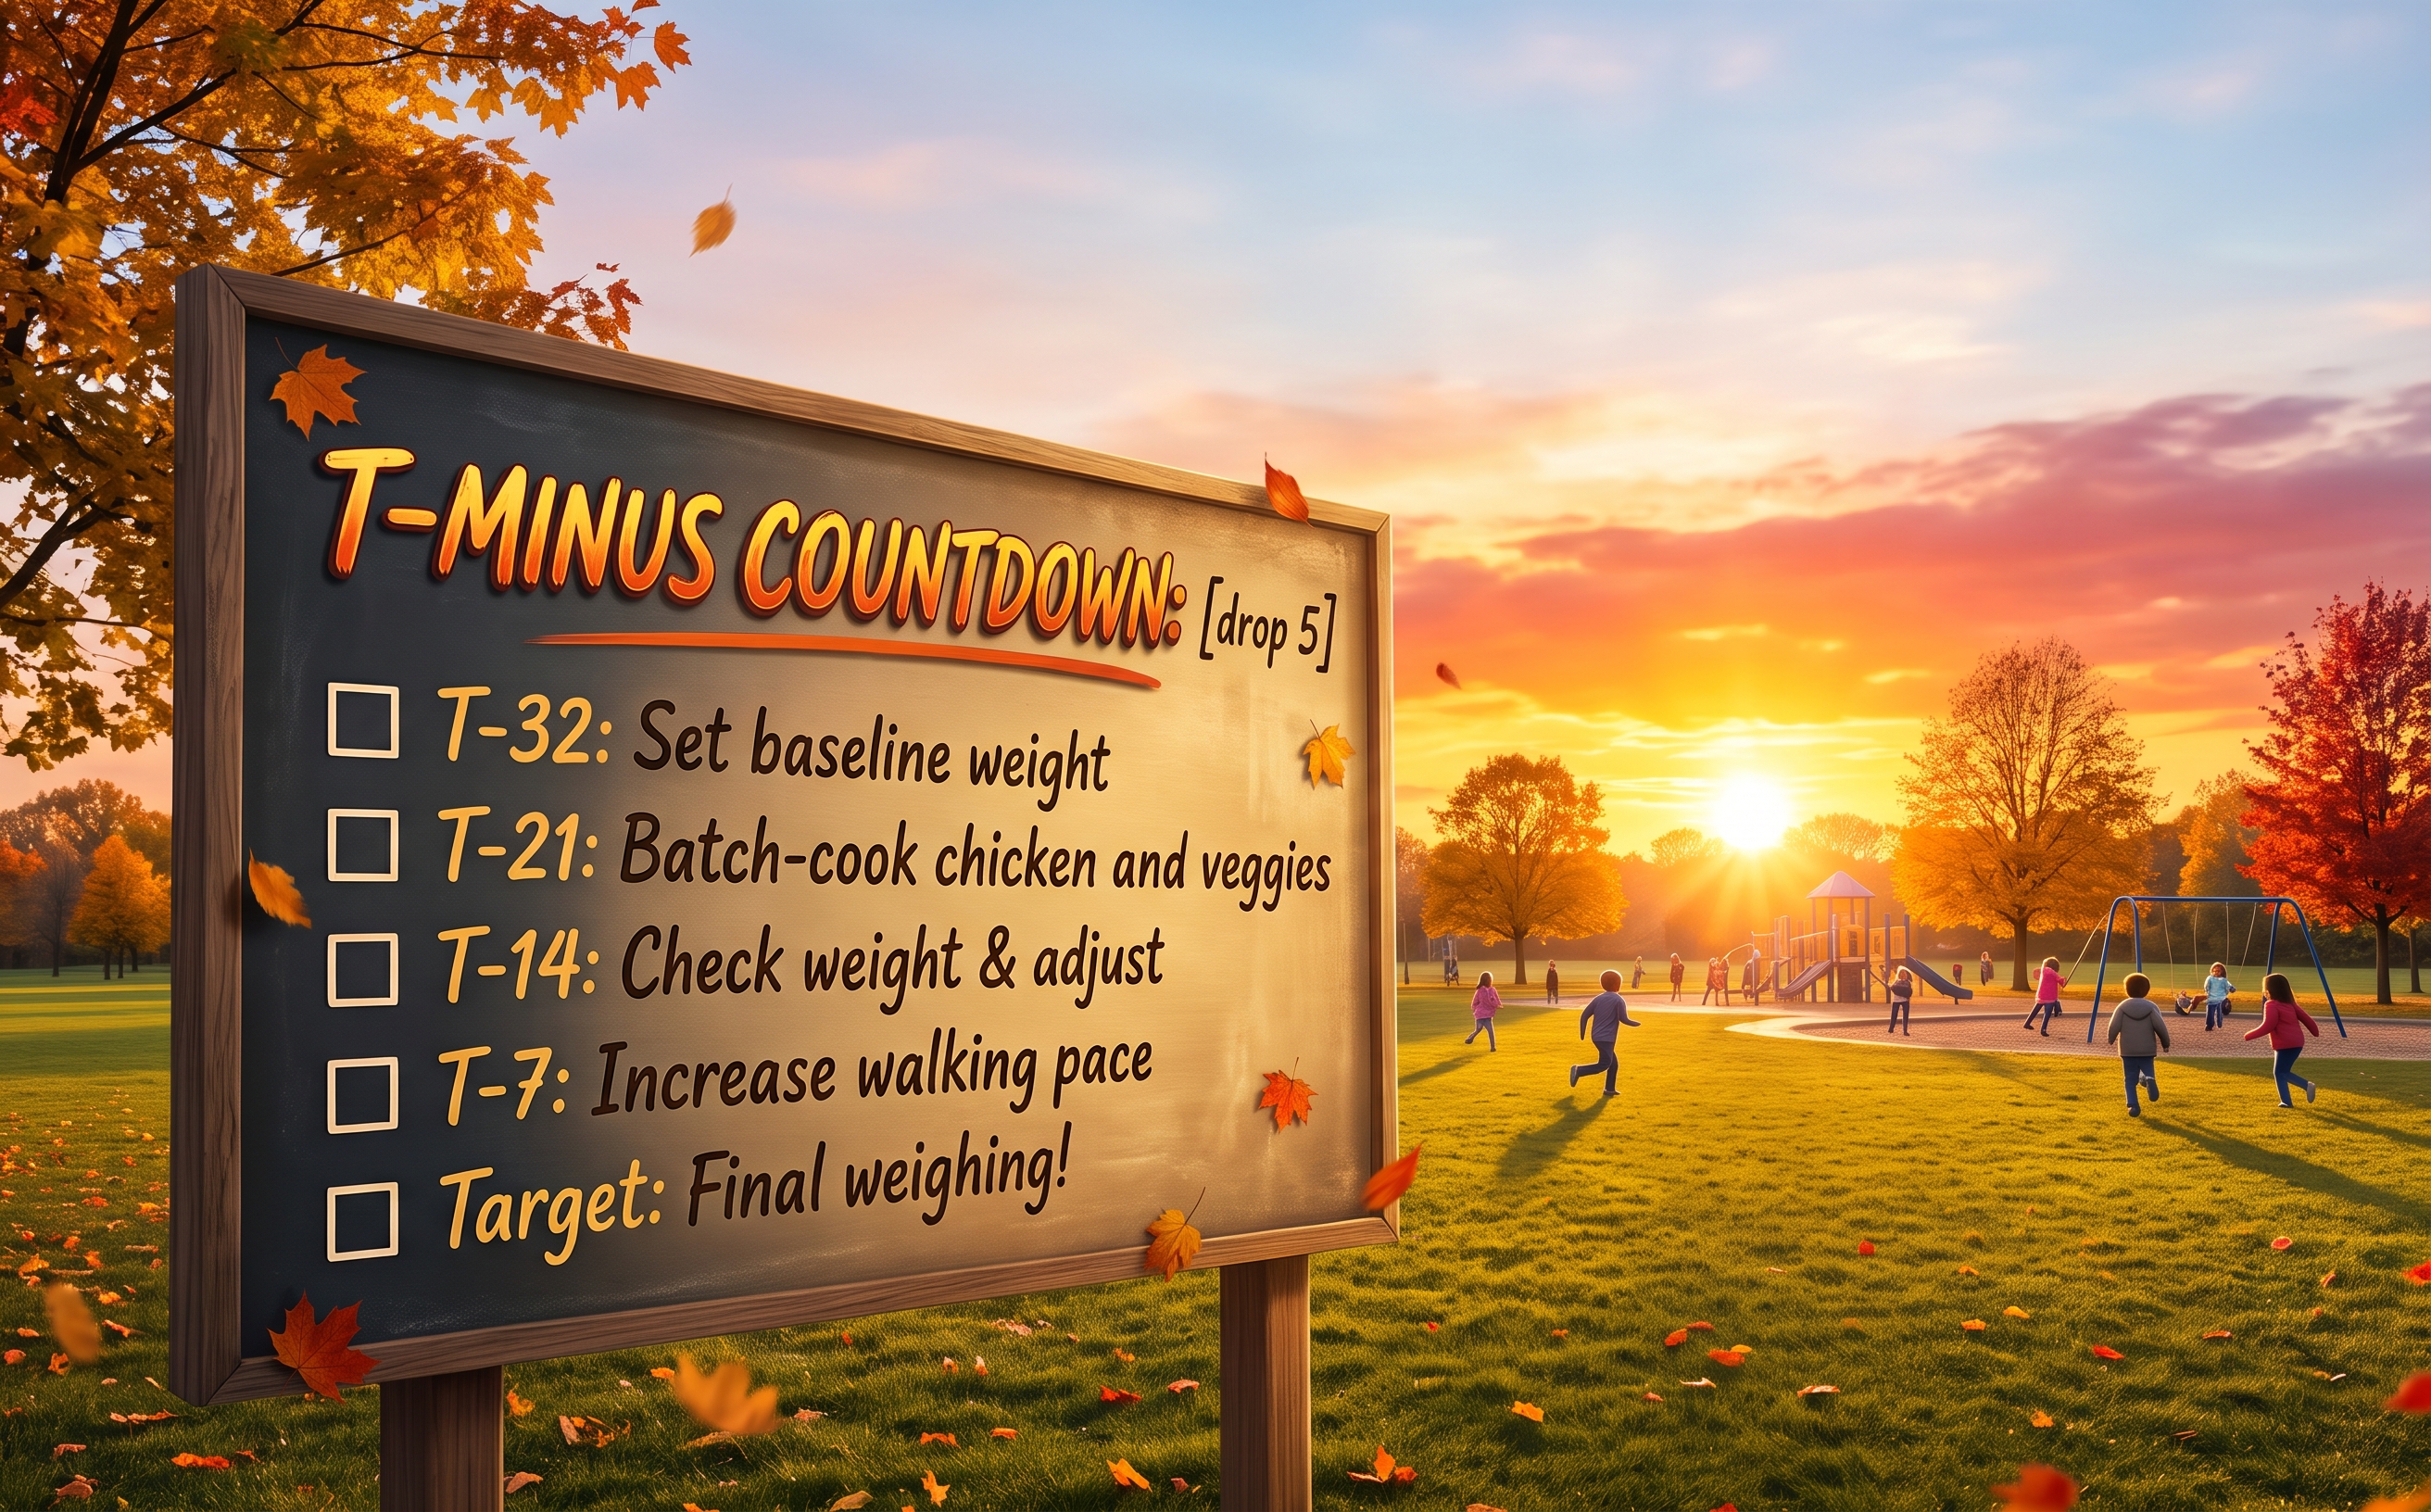 T-MINUS COUNTDOWN: [drop 5]
T-32: Set baseline weight
T-21: Batch-cook chicken and veggies
T-14: Check weight & adjust
T-7: Increase walking pace
Target: Final weighing!